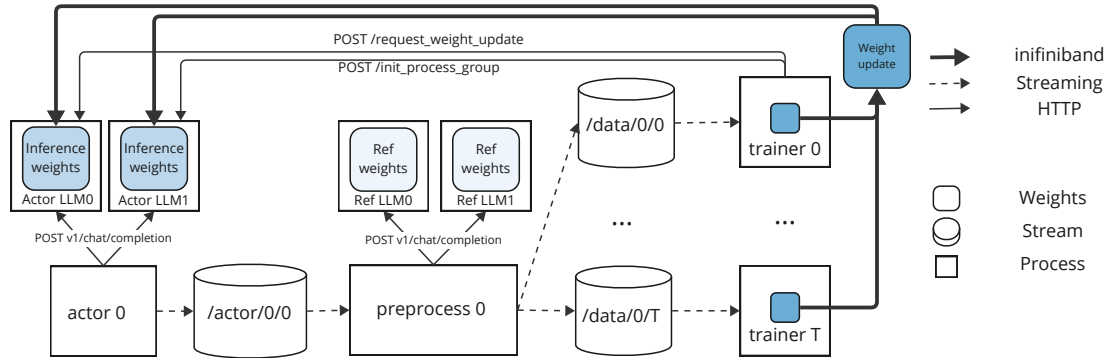 POST /request_weight_update
POST /init_process_group
Weight
update
inifiniband
Streaming
HTTP
Inference
weights
Actor LLM0
Inference
weights
Actor LLM1
Ref
weights
Ref LLM0
Ref
weights
Ref LLM1
/data/0/0
trainer 0
POST v1/chat/completion
POST v1/chat/completion
...
...
Weights
Stream
Process
actor 0
/actor/0/0
preprocess 0
/data/0/T
trainer T